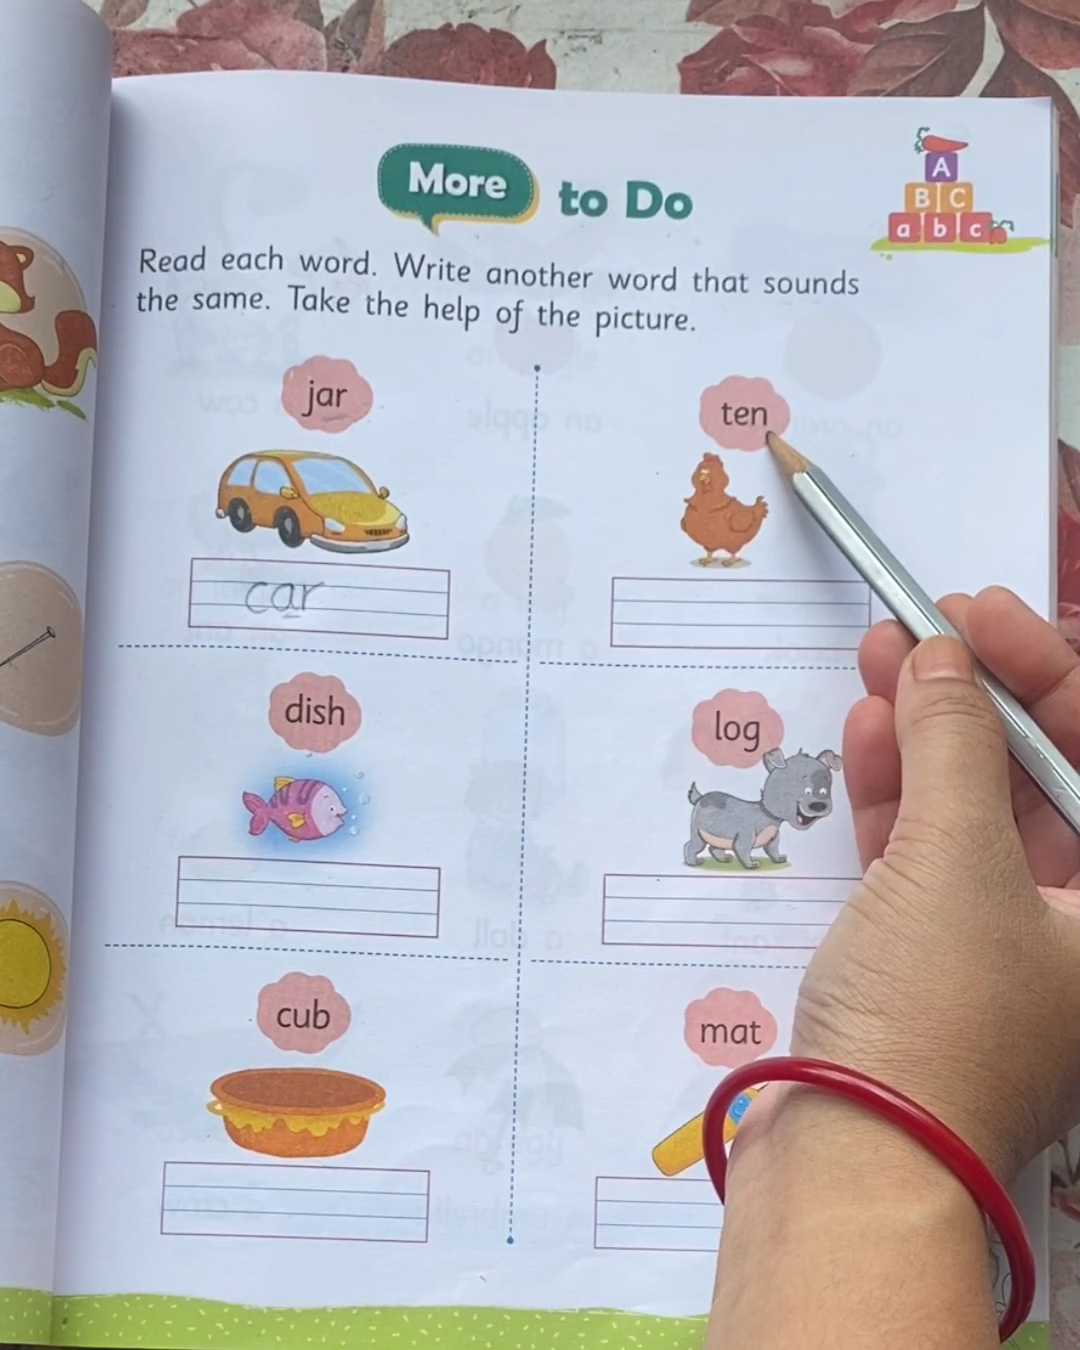 More to Do
A
B C
a b c
Read each word. Write another word that sounds
the same. Take the help of the picture.
jar
ten
car
dish
log
cub
mat